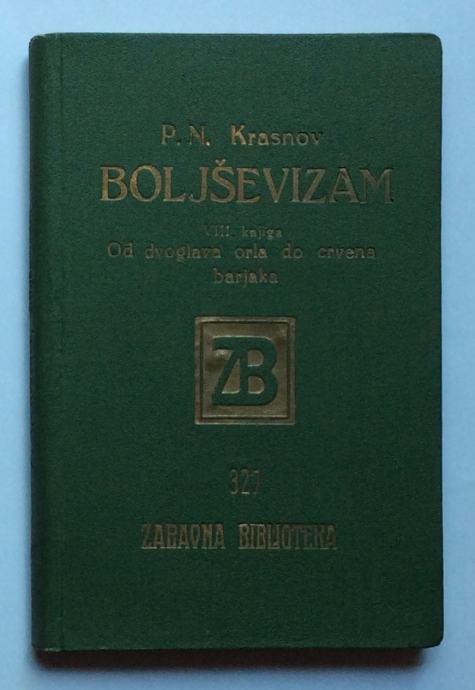 P. N. Krasnov
BOLJŠEVIZAM
VIII knjiga
Od dvoglava orla do crvena
barjaka
ZB
327
ZABAVNA BIBLIOTEKA